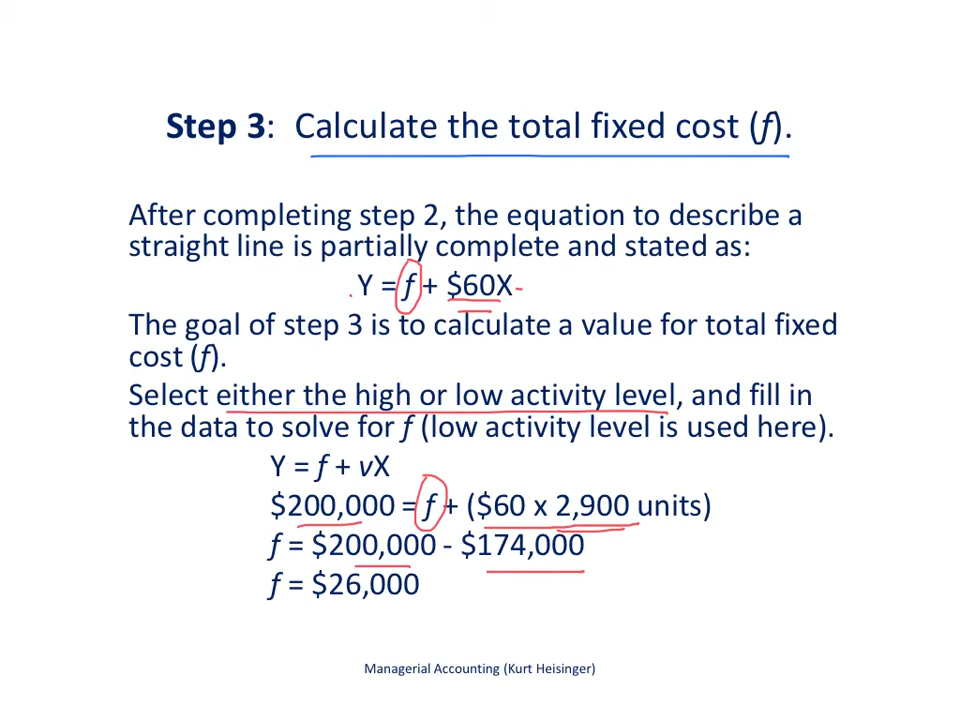 Step 3:  Calculate the total fixed cost (f).
After completing step 2, the equation to describe a
straight line is partially complete and stated as:
Y = f + $60X
The goal of step 3 is to calculate a value for total fixed
cost (f).
Select either the high or low activity level, and fill in
the data to solve for f (low activity level is used here).
Y = f + vX
$200,000 = f + ($60 x 2,900 units)
f = $200,000 - $174,000
f = $26,000
Managerial Accounting (Kurt Heisinger)